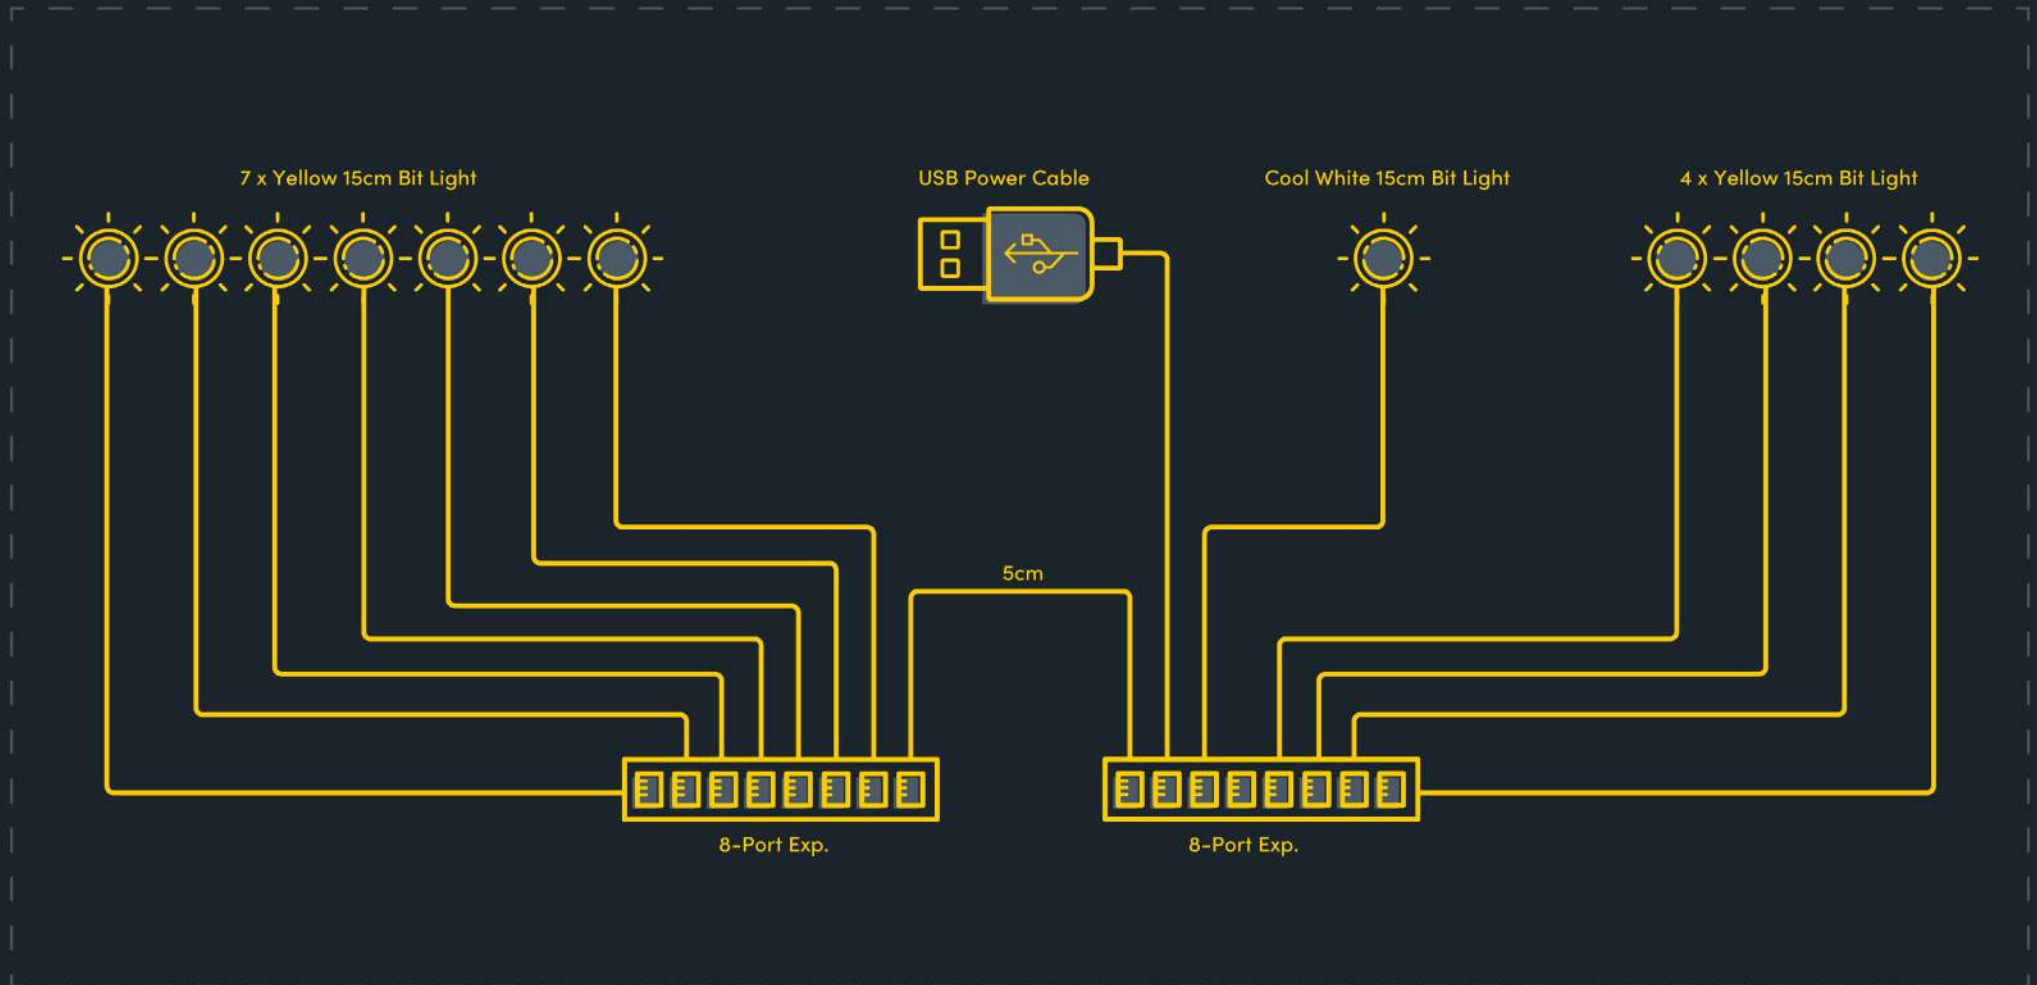 7 x Yellow 15cm Bit Light
USB Power Cable
Cool White 15cm Bit Light
4 x Yellow 15cm Bit Light
5cm
8-Port Exp.
8-Port Exp.